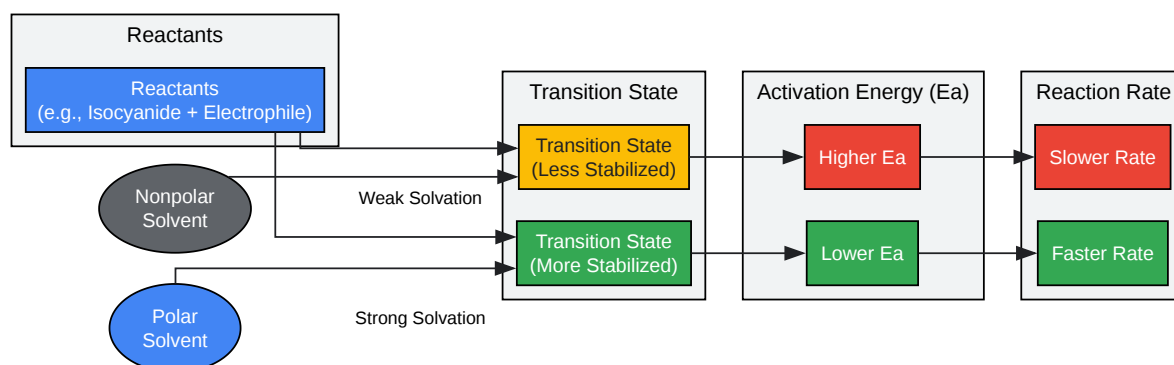 Reactants
Reactants
(e.g., Isocyanide + Electrophile)
Transition State
Activation Energy (Ea)
Reaction Rate
Transition State
(Less Stabilized)
Higher Ea
Slower Rate
Nonpolar
Solvent
Weak Solvation
Transition State
(More Stabilized)
Lower Ea
Faster Rate
Polar
Solvent
Strong Solvation